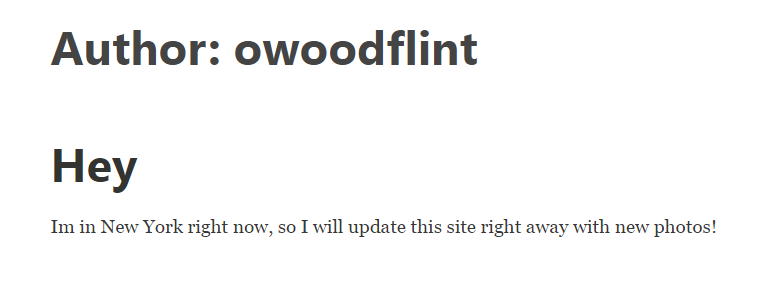 Author: owoodflint
Hey
Im in New York right now, so I will update this site right away with new photos!